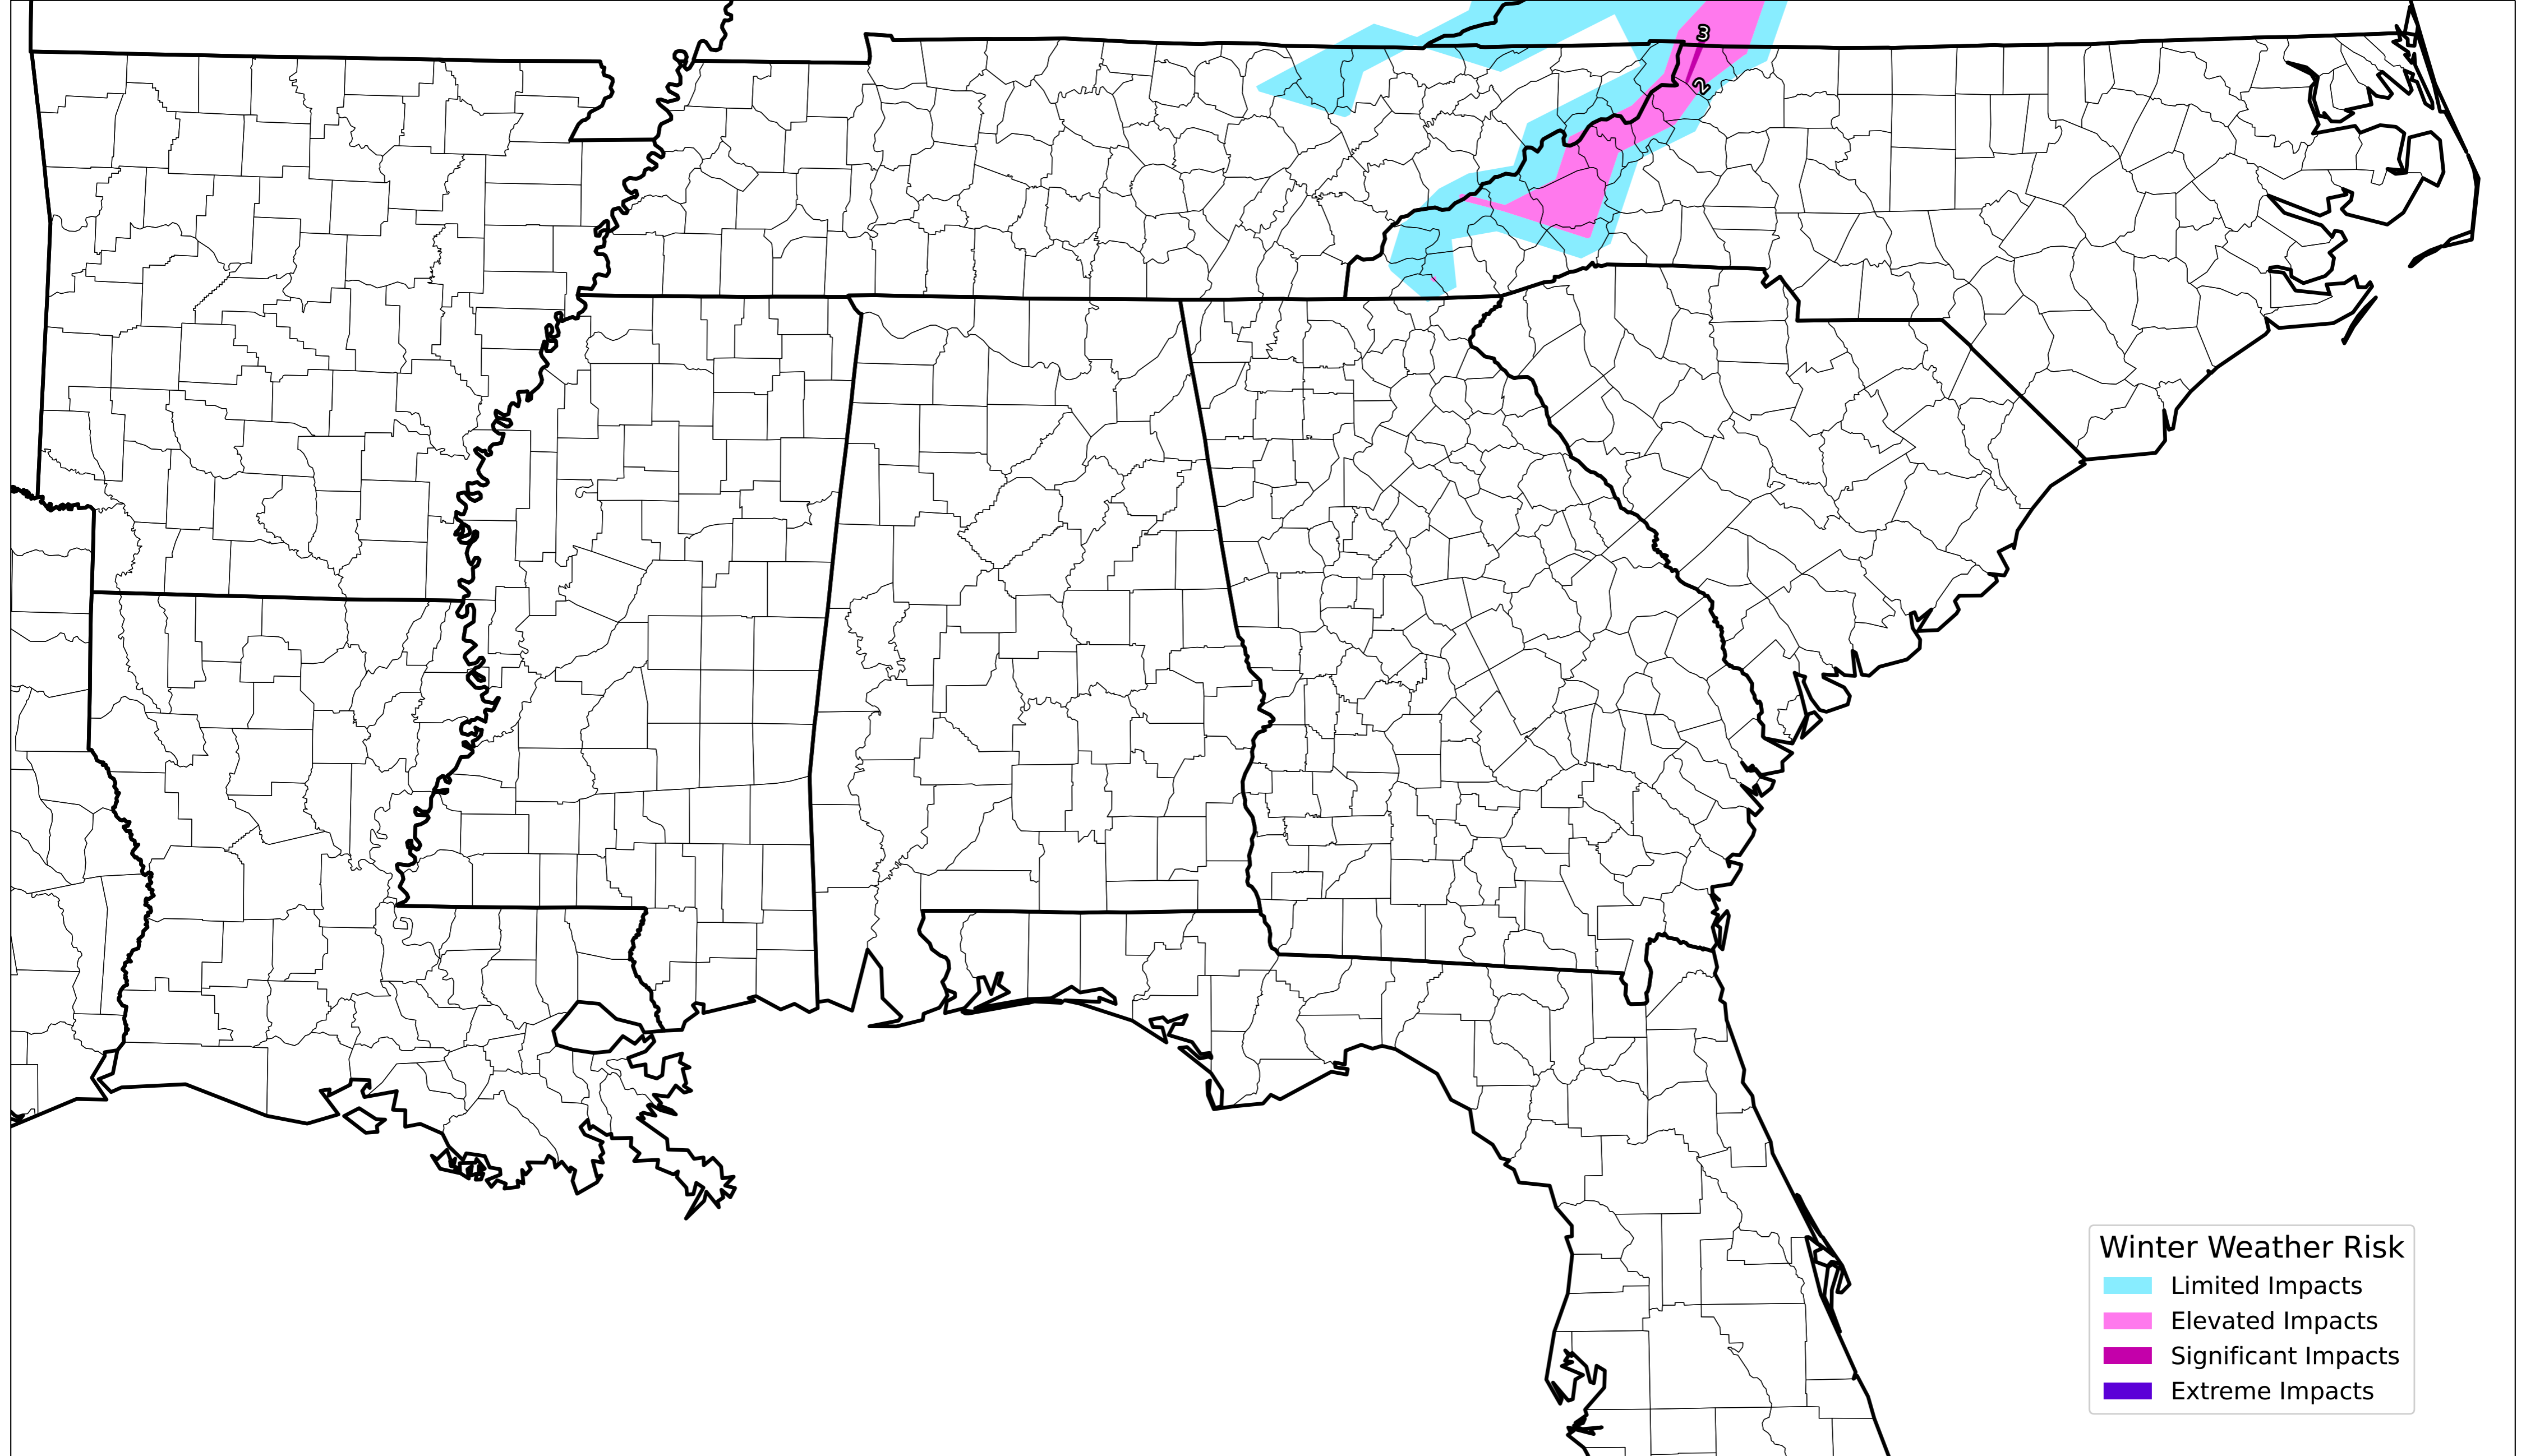 3
2
Winter Weather Risk
Limited Impacts
Elevated Impacts
Significant Impacts
Extreme Impacts